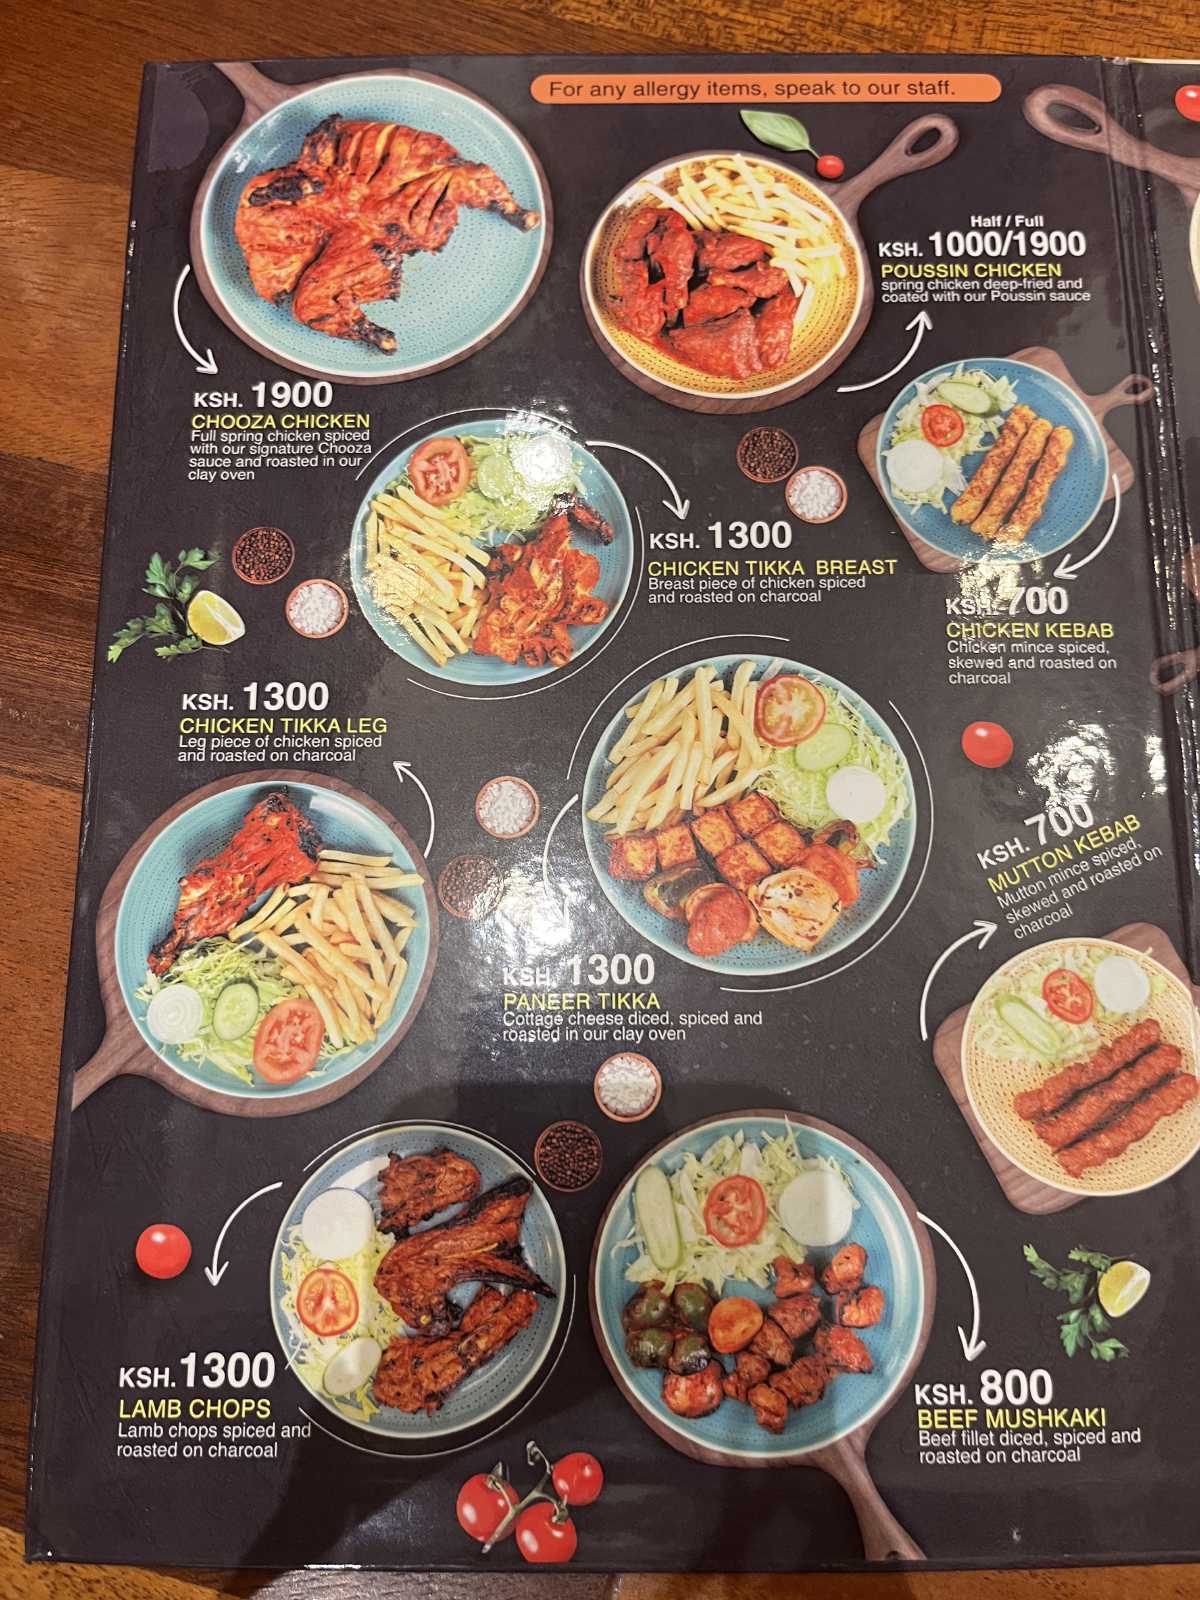 For any allergy items, speak to our staff.
Half / Full
KSH. 1000/1900
POUSSIN CHICKEN
spring chicken deep-fried and
coated with our Poussin sauce
KSH. 1900
CHOOZA CHICKEN
Full spring chicken spiced
with our signature Chooza
sauce and roasted in our
clay oven
KSH. 1300
CHICKEN TIKKA BREAST
Breast piece of chicken spiced
and roasted on charcoal
KSH. 700
CHICKEN KEBAB
Chicken mince spiced,
skewed and roasted on
charcoal
KSH. 1300
CHICKEN TIKKA LEG
Leg piece of chicken spiced
and roasted on charcoal
KSH. 700
MUTTON KEBAB
Mutton mince spiced,
skewed and roasted on
charcoal
KSH. 1300
PANEER TIKKA
Cottage cheese diced, spiced and
roasted in our clay oven
KSH. 1300
LAMB CHOPS
Lamb chops spiced and
roasted on charcoal
KSH. 800
BEEF MUSHKAKI
Beef fillet diced, spiced and
roasted on charcoal